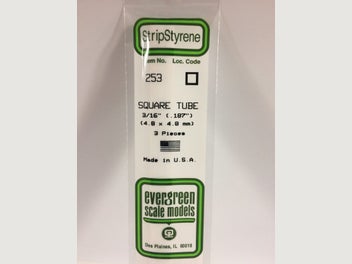 StripStyrene
Item No. Loc. Code
253
SQUARE TUBE
3/16" (.187")
(4.8 x 4.8 mm)
3 Pieces
Made in U.S.A.
evergreen
scale models
Des Plaines, IL 60018